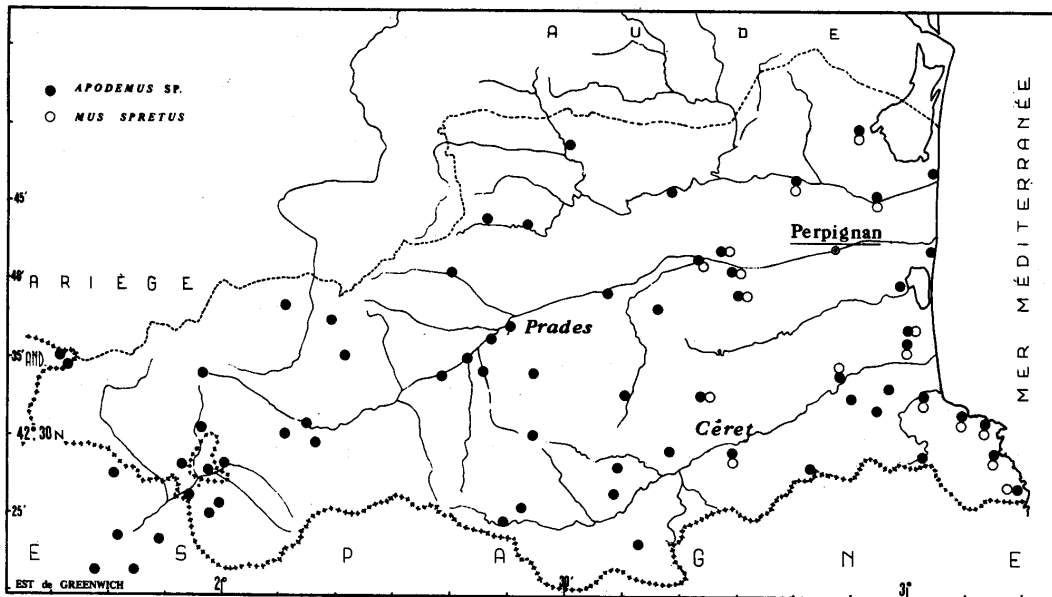 A U D E
APODEMUS SP.
MUS SPRETUS
MER MÉDITERRANÉE
45'
Perpignan
40'
ARIÈGE
Prades
35'
AND.
Céret
42° 30 N
25'
E S P A G N E
EST de GREENWICH
2° 30' 3°